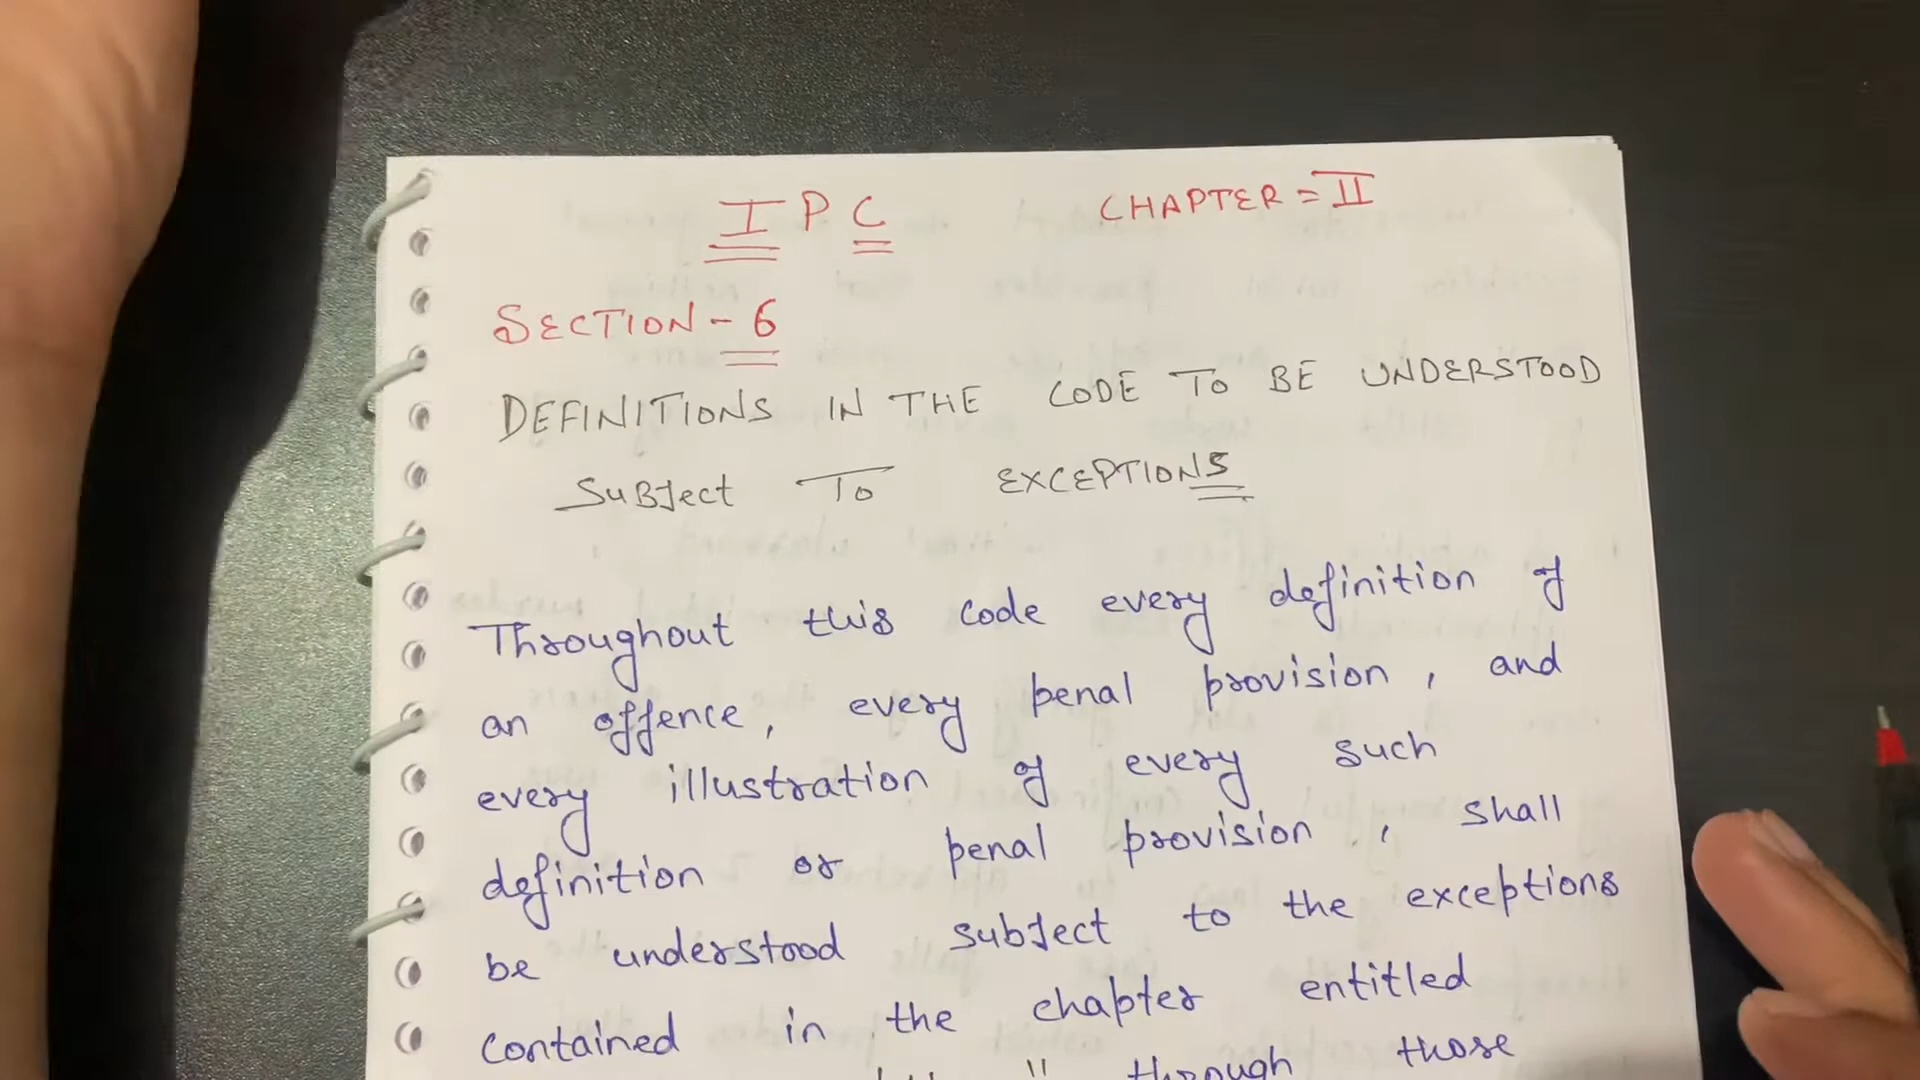 IPC CHAPTER = II
SECTION - 6
DEFINITIONS IN THE CODE TO BE UNDERSTOOD
SUBJECT TO EXCEPTIONS
Throughout this code every definition of
an offence, every penal provision, and
every illustration of every such
definition or penal provision, shall
be understood subject to the exceptions
contained in the chapter entitled
" through those